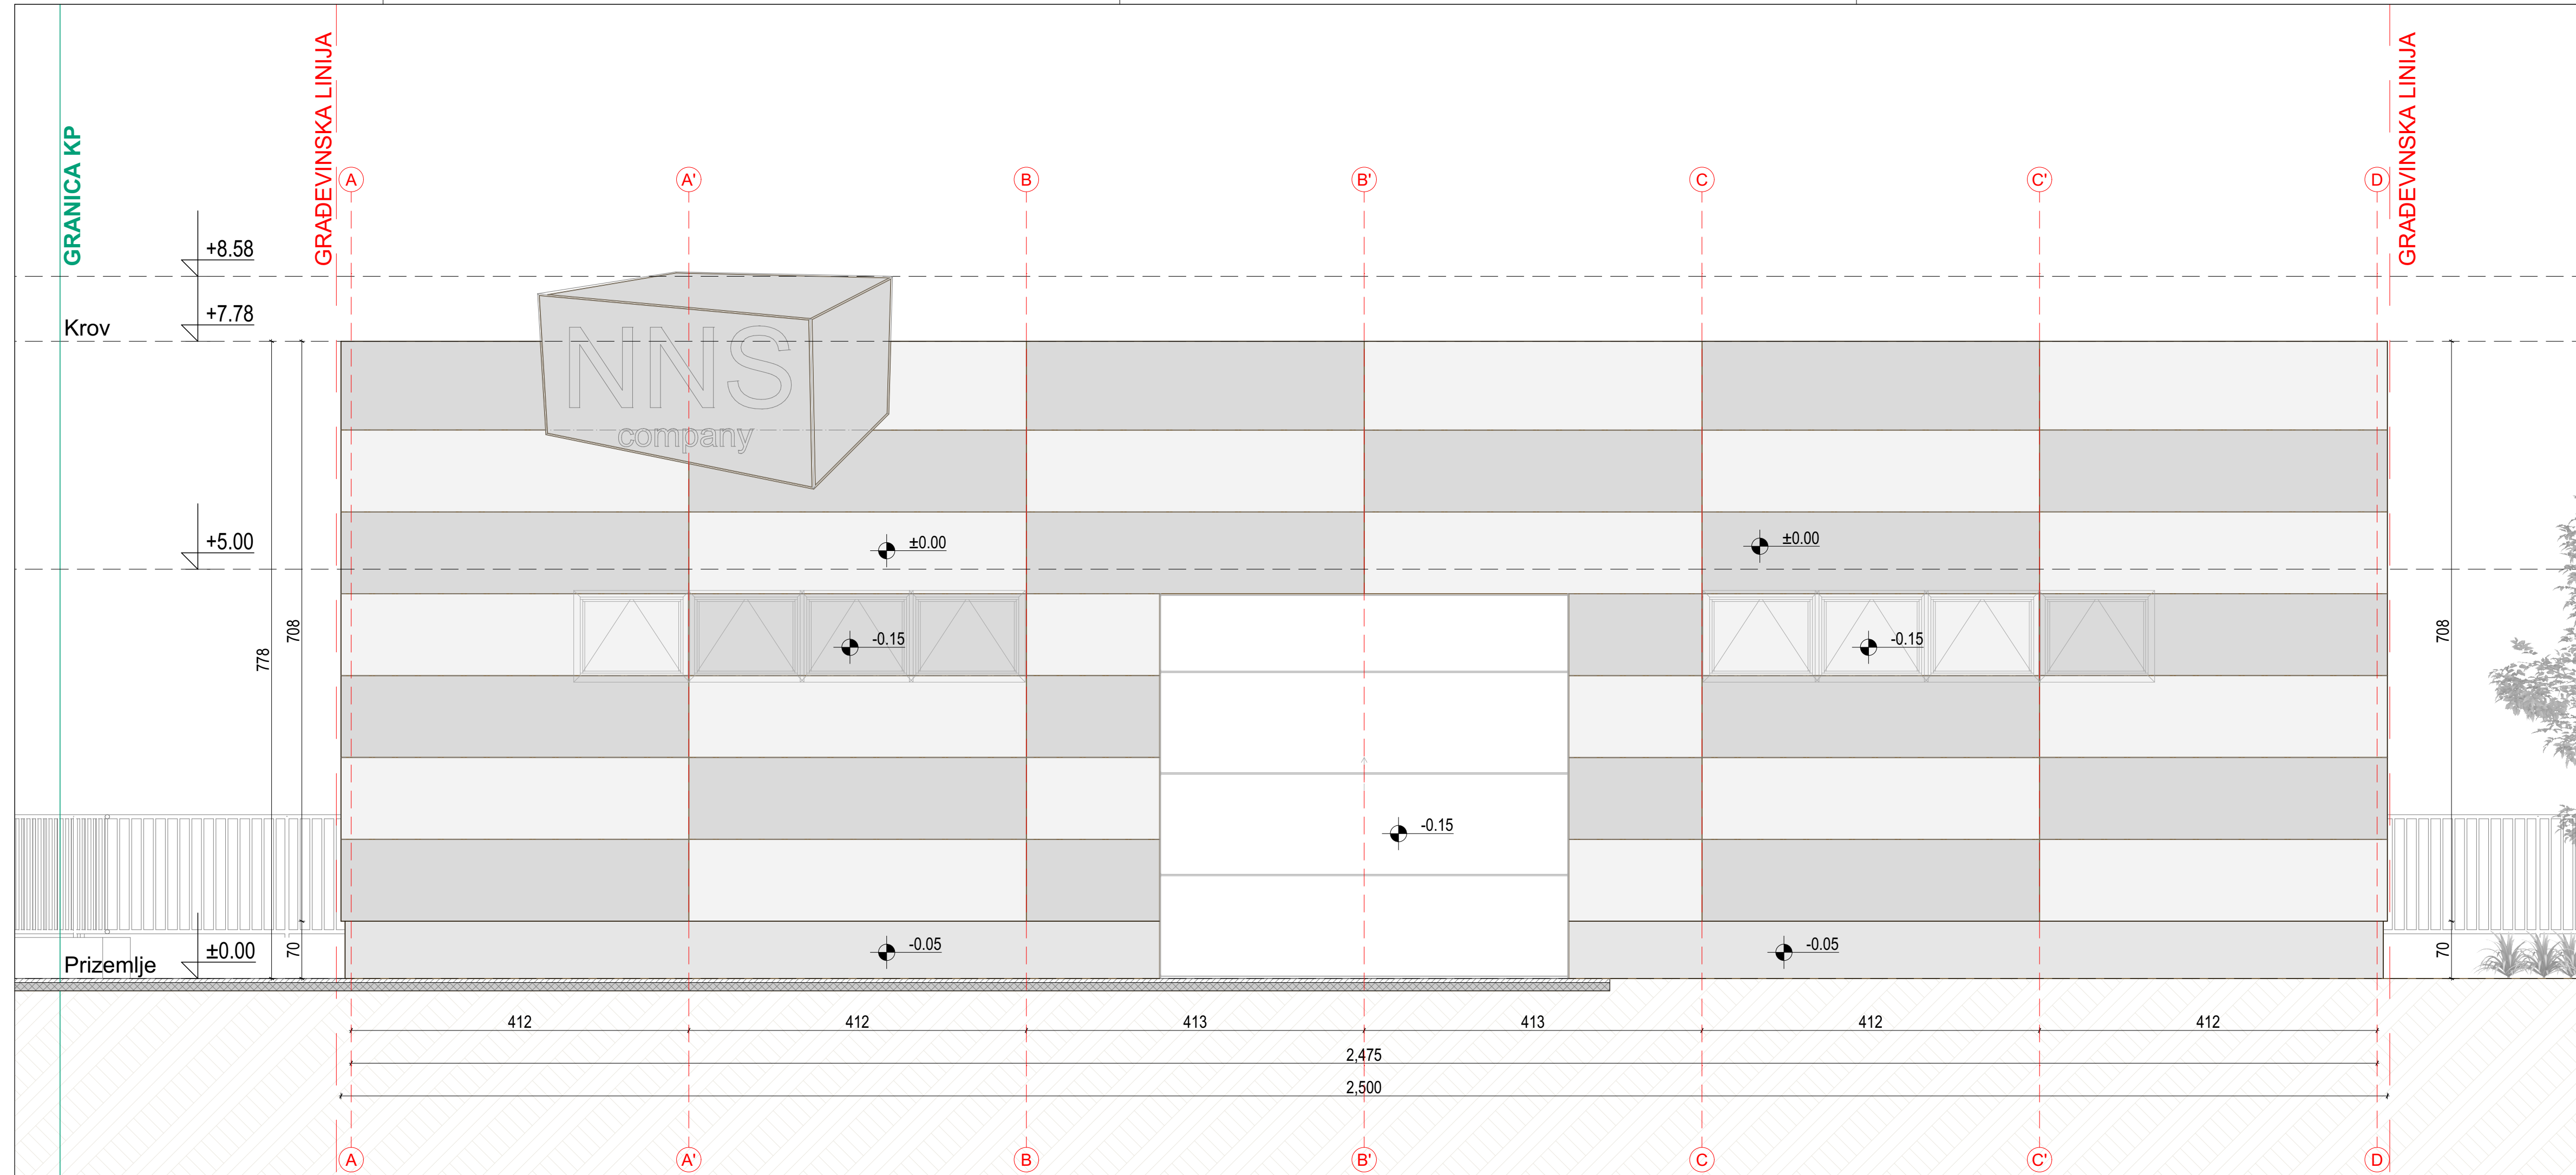 GRANICA KP
GRAĐEVINSKA LINIJA
GRAĐEVINSKA LINIJA
A
A'
B
B'
C
C'
D
+8.58
Krov
+7.78
NNS
company
+5.00
±0.00
±0.00
778
708
-0.15
-0.15
708
-0.15
Prizemlje
±0.00
70
-0.05
-0.05
70
412
412
413
413
412
412
2,475
2,500
A
A'
B
B'
C
C'
D